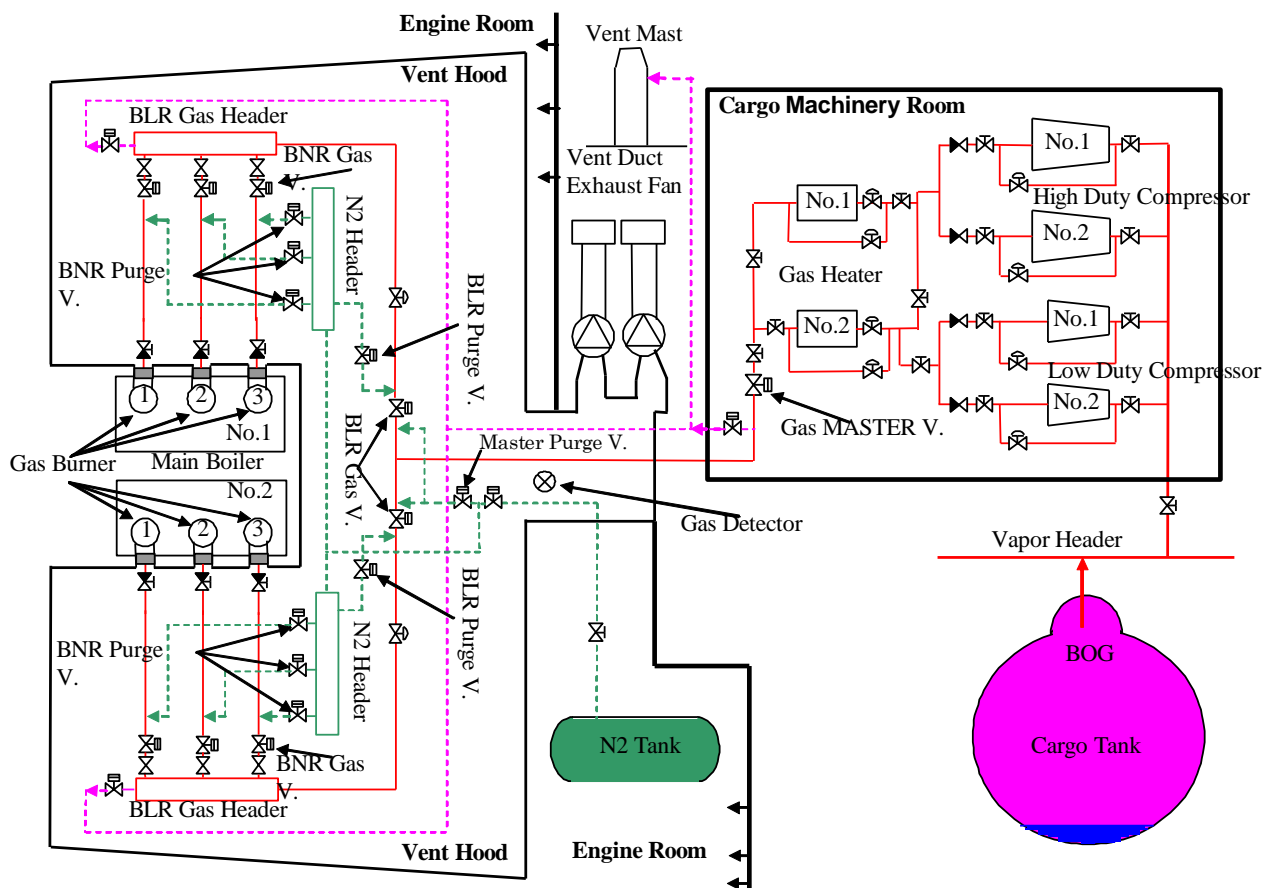 Engine Room
Vent Hood
Vent Mast
Cargo Machinery Room
BLR Gas Header
BNR Gas
V.
Vent Duct
Exhaust Fan
No.1
High Duty Compressor
No.2
No.1
Gas Heater
No.2
No.1
Low Duty Compressor
No.2
Gas MASTER V.
N2 Header
BNR Purge
V.
BLR Purge V.
1
2
3
No.1
Gas Burner
Main Boiler
No.2
1
2
3
BLR Gas V.
Master Purge V.
Gas Detector
Vapor Header
BNR Purge
V.
N2 Header
BLR Purge V.
BOG
N2 Tank
Cargo Tank
BNR Gas
V.
BLR Gas Header
Vent Hood
Engine Room